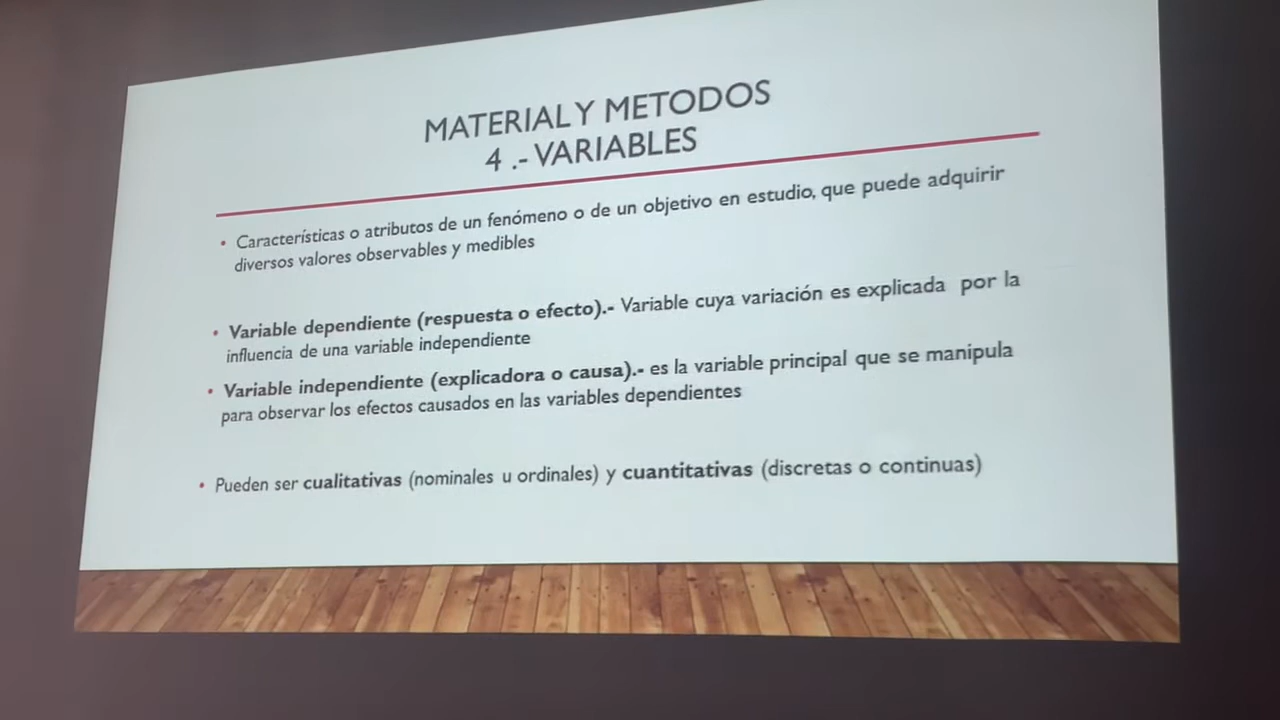 MATERIAL Y METODOS
4 .- VARIABLES
• Características o atributos de un fenómeno o de un objetivo en estudio, que puede adquirir
diversos valores observables y medibles
• Variable dependiente (respuesta o efecto).- Variable cuya variación es explicada por la
influencia de una variable independiente
• Variable independiente (explicadora o causa).- es la variable principal que se manipula
para observar los efectos causados en las variables dependientes
• Pueden ser cualitativas (nominales u ordinales) y cuantitativas (discretas o continuas)